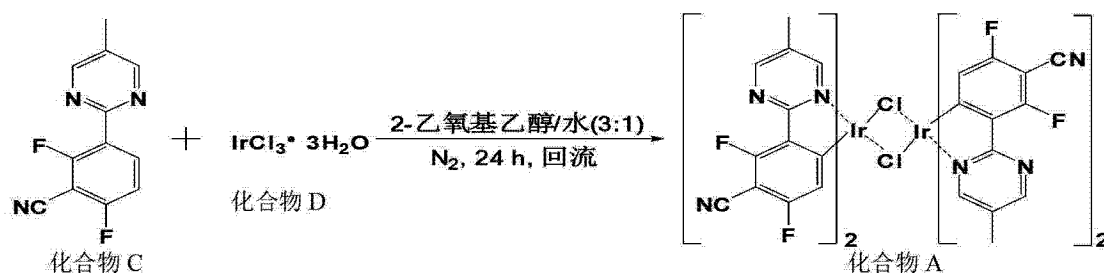 N N
F
NC
F
化合物 C
+
IrCl₃• 3H₂O
化合物 D
2-乙氧基乙醇/水(3:1)
N₂, 24 h, 回流
N N
F
NC
F
2
Ir
Cl
Cl
Ir
F
CN
F
N N
2
化合物 A